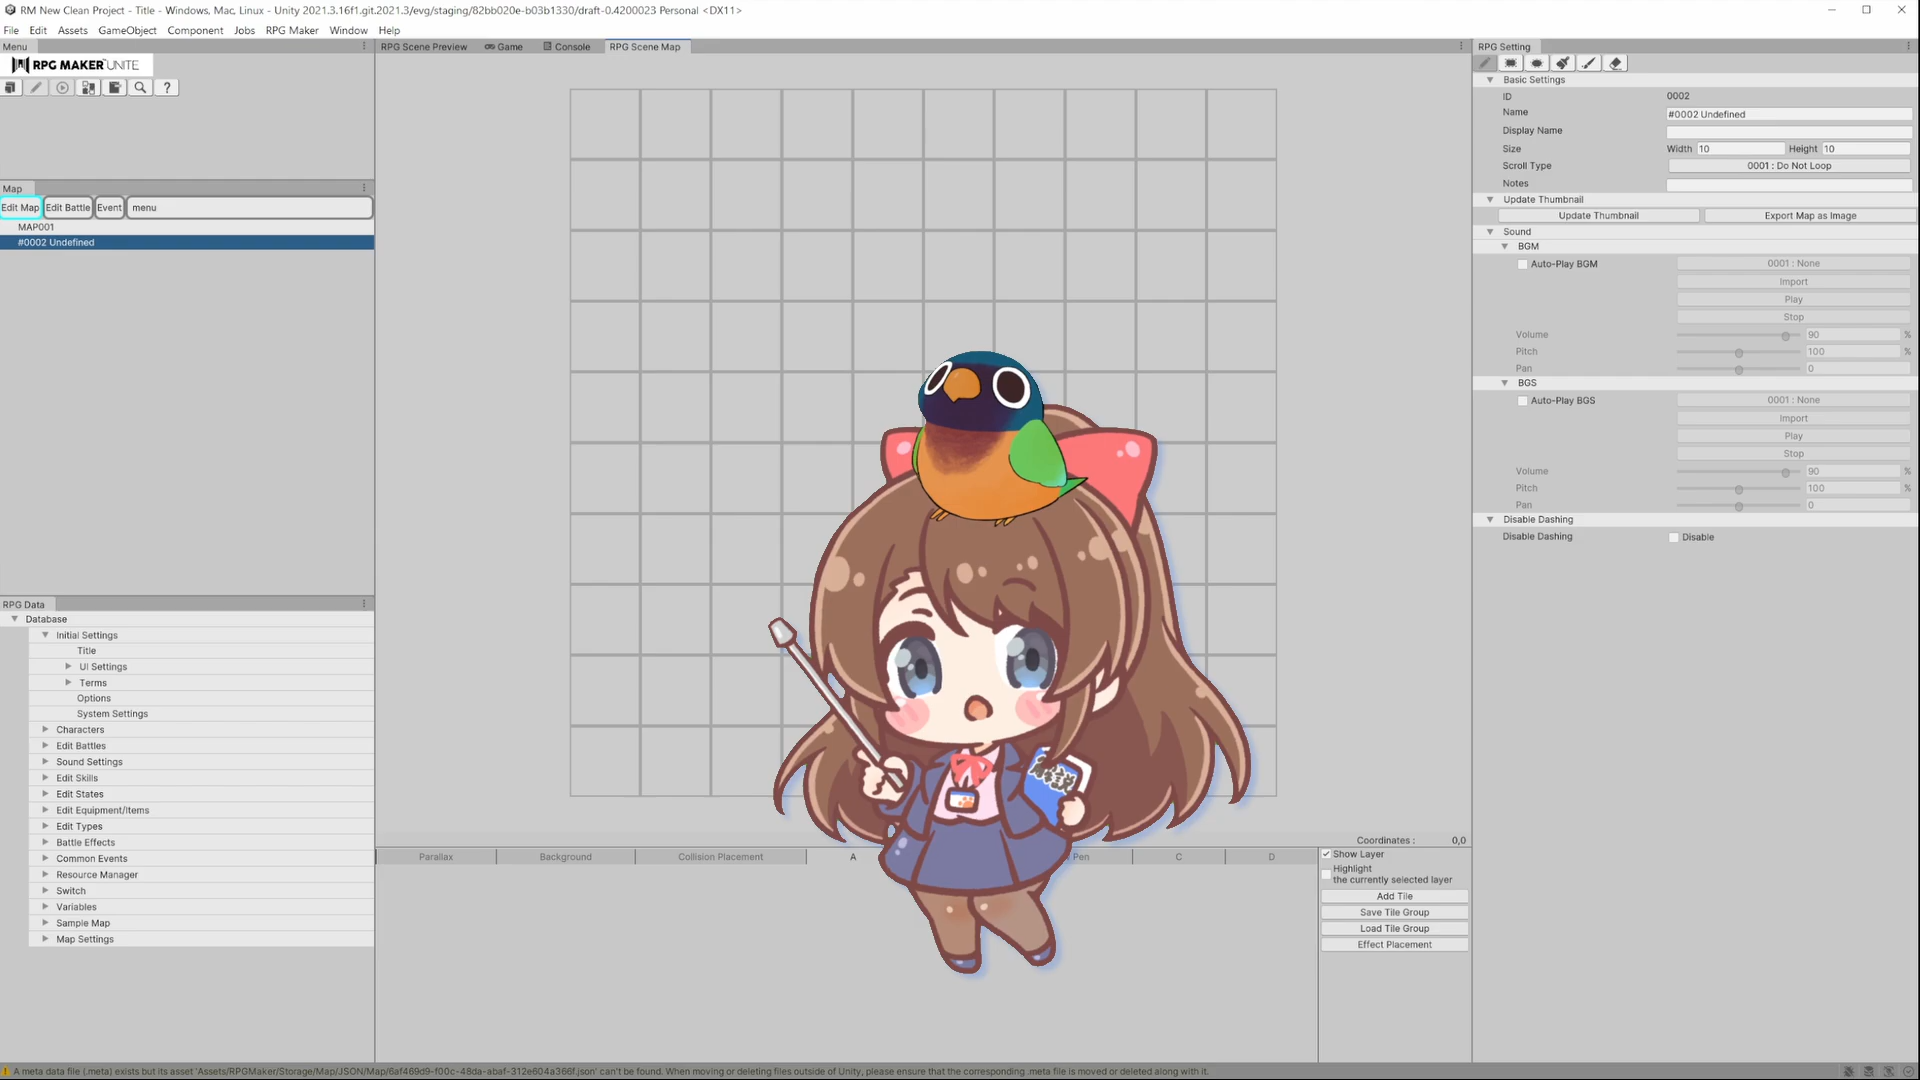 RM New Clean Project - Title - Windows, Mac, Linux - Unity 2021.3.16f1.git.2021.3/evg/staging/82bb020e-b03b1330/draft-0.4200023 Personal <DX11>
File Edit Assets GameObject Component Jobs RPG Maker Window Help
Menu
RPG MAKER UNITE
Map
Edit Map Edit Battle Event menu
MAP001
#0002 Undefined
RPG Data
Database
Initial Settings
Title
UI Settings
Terms
Options
System Settings
Characters
Edit Battles
Sound Settings
Edit Skills
Edit States
Edit Equipment/Items
Edit Types
Battle Effects
Common Events
Resource Manager
Switch
Variables
Sample Map
Map Settings
RPG Scene Preview Game Console RPG Scene Map
解説
Coordinates : 0,0
Parallax Background Collision Placement A Pen C D
Show Layer
Highlight
the currently selected layer
Add Tile
Save Tile Group
Load Tile Group
Effect Placement
RPG Setting
Basic Settings
ID 0002
Name #0002 Undefined
Display Name
Size Width 10 Height 10
Scroll Type 0001 : Do Not Loop
Notes
Update Thumbnail
Update Thumbnail Export Map as Image
Sound
BGM
Auto-Play BGM 0001 : None
Import
Play
Stop
Volume 90 %
Pitch 100 %
Pan 0
BGS
Auto-Play BGS 0001 : None
Import
Play
Stop
Volume 90 %
Pitch 100 %
Pan 0
Disable Dashing
Disable Dashing Disable
A meta data file (.meta) exists but its asset 'Assets/RPGMaker/Storage/Map/JSON/Map/6af469d9-f00c-48da-abaf-312e604a366f.json' can't be found. When moving or deleting files outside of Unity, please ensure that the corresponding .meta file is moved or deleted along with it.